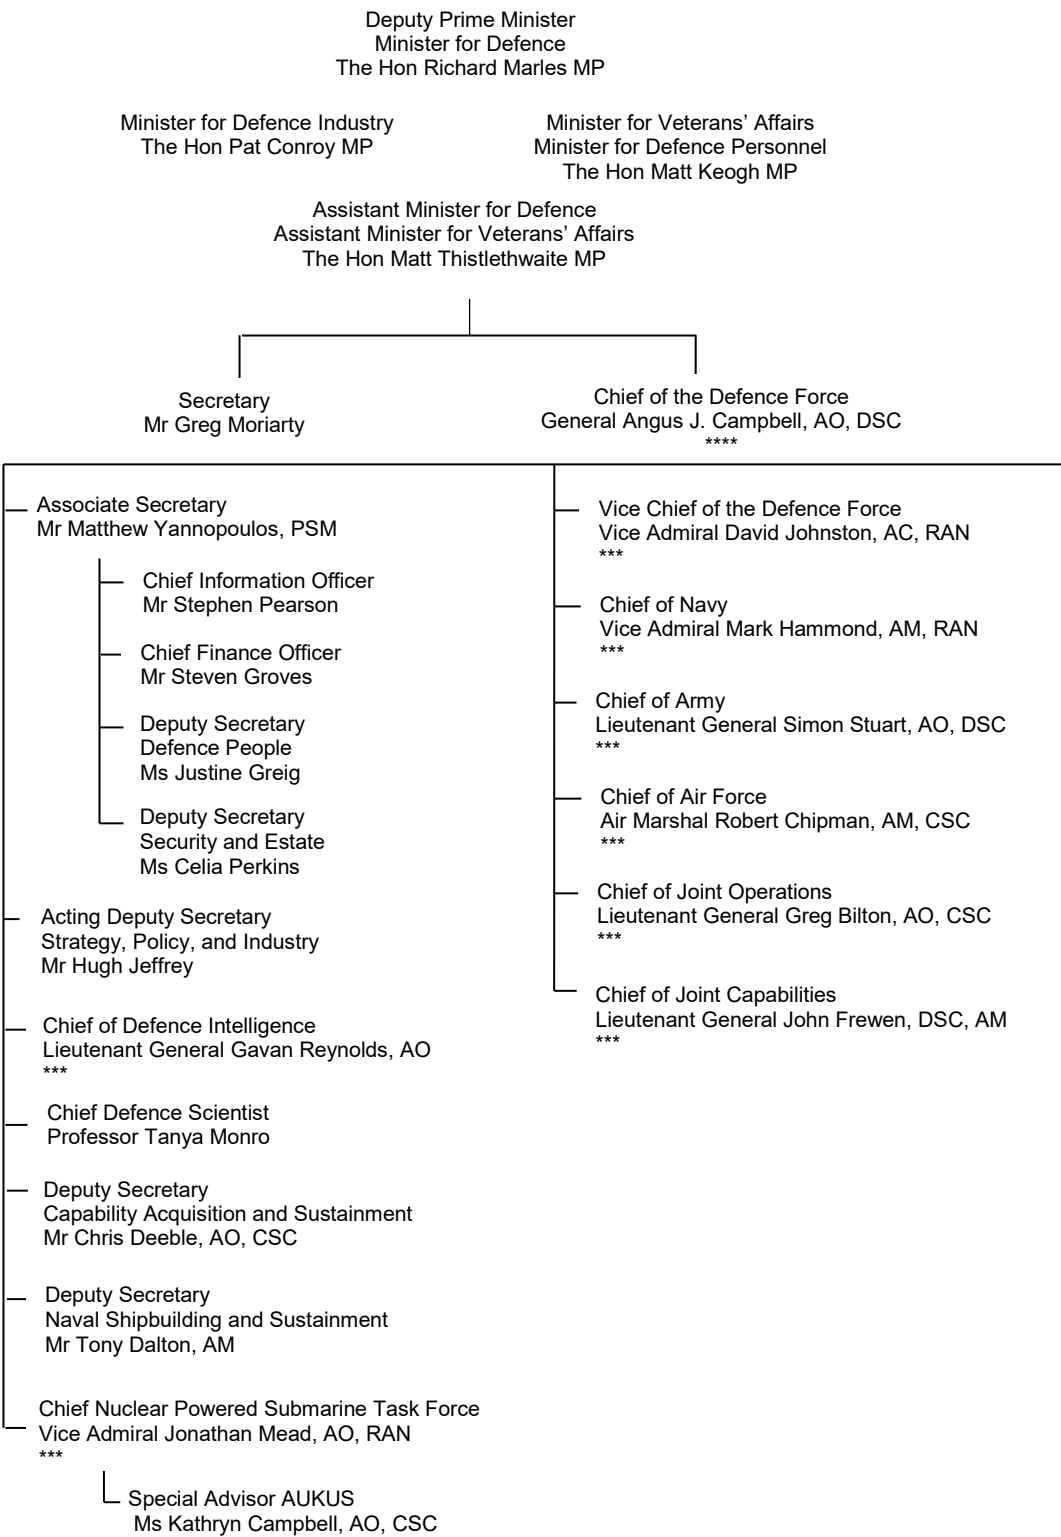 Deputy Prime Minister
Minister for Defence
The Hon Richard Marles MP
Minister for Defence Industry
The Hon Pat Conroy MP
Minister for Veterans’ Affairs
Minister for Defence Personnel
The Hon Matt Keogh MP
Assistant Minister for Defence
Assistant Minister for Veterans’ Affairs
The Hon Matt Thistlethwaite MP
Secretary
Mr Greg Moriarty
Chief of the Defence Force
General Angus J. Campbell, AO, DSC
****
Associate Secretary
Mr Matthew Yannopoulos, PSM
Chief Information Officer
Mr Stephen Pearson
Chief Finance Officer
Mr Steven Groves
Deputy Secretary
Defence People
Ms Justine Greig
Deputy Secretary
Security and Estate
Ms Celia Perkins
Acting Deputy Secretary
Strategy, Policy, and Industry
Mr Hugh Jeffrey
Chief of Defence Intelligence
Lieutenant General Gavan Reynolds, AO
***
Chief Defence Scientist
Professor Tanya Monro
Deputy Secretary
Capability Acquisition and Sustainment
Mr Chris Deeble, AO, CSC
Deputy Secretary
Naval Shipbuilding and Sustainment
Mr Tony Dalton, AM
Chief Nuclear Powered Submarine Task Force
Vice Admiral Jonathan Mead, AO, RAN
***
Special Advisor AUKUS
Ms Kathryn Campbell, AO, CSC
Vice Chief of the Defence Force
Vice Admiral David Johnston, AC, RAN
***
Chief of Navy
Vice Admiral Mark Hammond, AM, RAN
***
Chief of Army
Lieutenant General Simon Stuart, AO, DSC
***
Chief of Air Force
Air Marshal Robert Chipman, AM, CSC
***
Chief of Joint Operations
Lieutenant General Greg Bilton, AO, CSC
***
Chief of Joint Capabilities
Lieutenant General John Frewen, DSC, AM
***